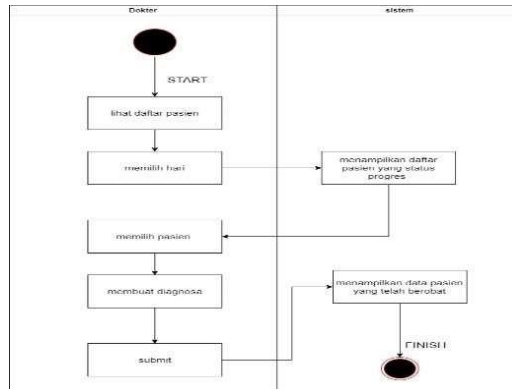 Dokter
sistem
START
lihat daftar pasien
memilih hari
menampilkan daftar
pasien yang status
progres
memilih pasien
membuat diagnosa
menampilkan data pasien
yang telah berobat
submit
FINISH